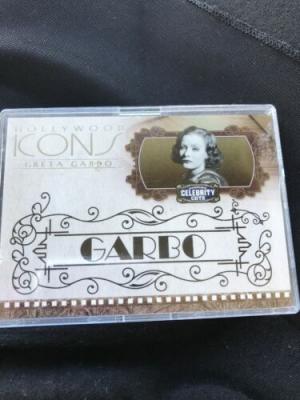 HOLLYWOOD
ICONS
GRETA GARBO
CELEBRITY
CUTS
GARBO